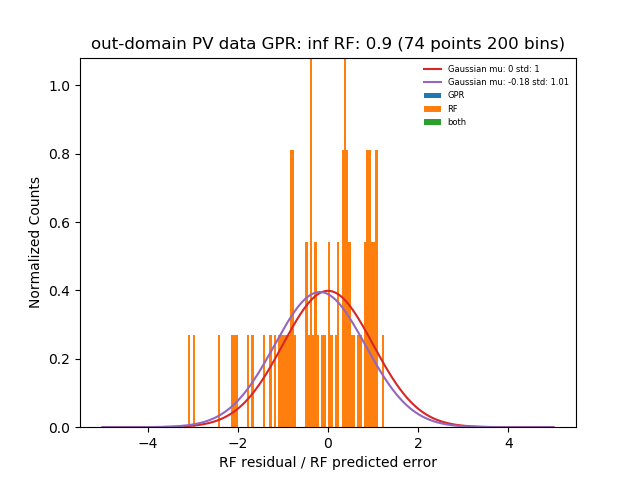 out-domain PV data GPR: inf RF: 0.9 (74 points 200 bins)
Gaussian mu: 0 std: 1
Gaussian mu: -0.18 std: 1.01
GPR
RF
both
Normalized Counts
1.0
0.8
0.6
0.4
0.2
0.0
−4
−2
0
2
4
RF residual / RF predicted error